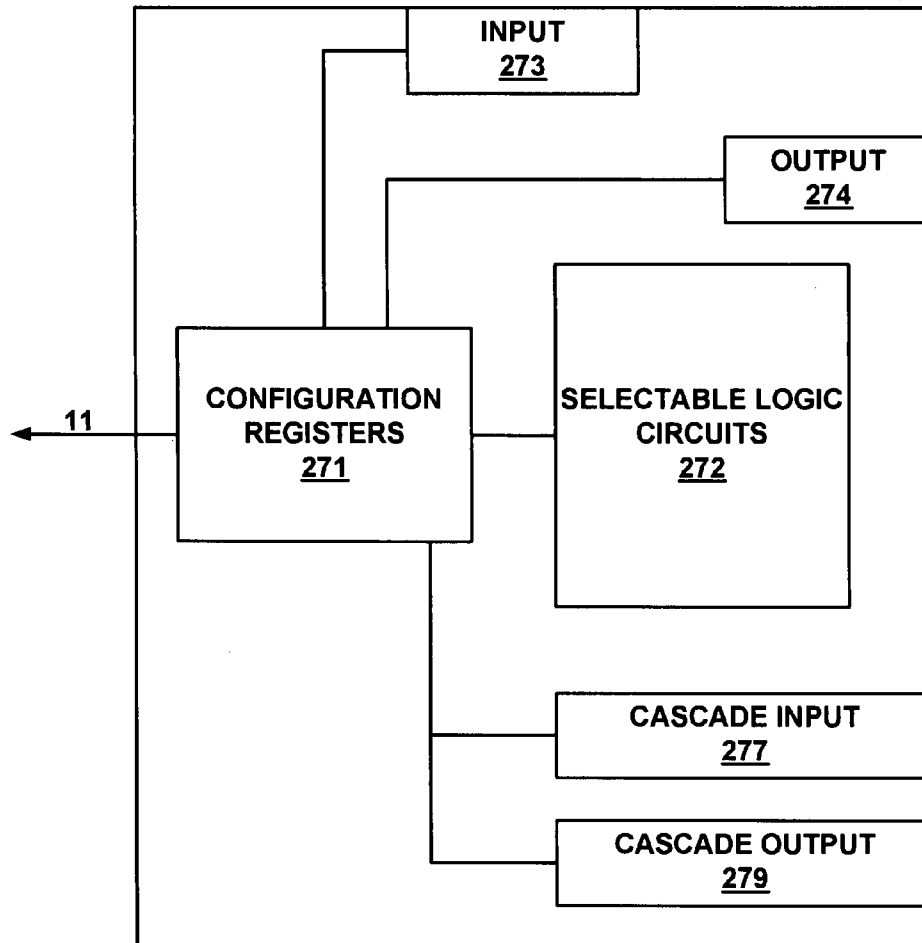 INPUT
273
OUTPUT
274
CONFIGURATION
REGISTERS
271
SELECTABLE LOGIC
CIRCUITS
272
11
CASCADE INPUT
277
CASCADE OUTPUT
279